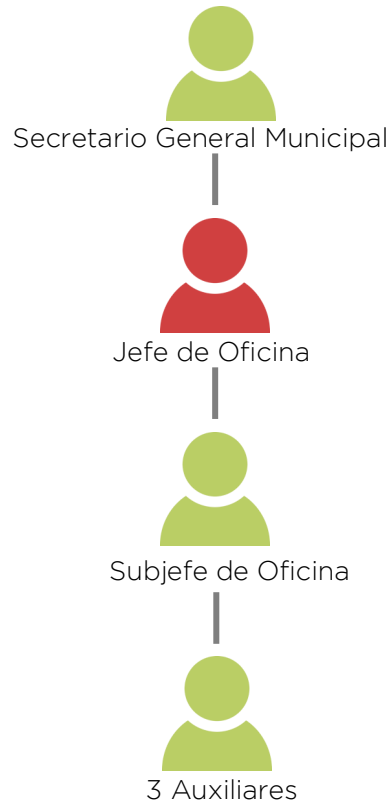 Secretario General Municipal
Jefe de Oficina
Subjefe de Oficina
3 Auxiliares